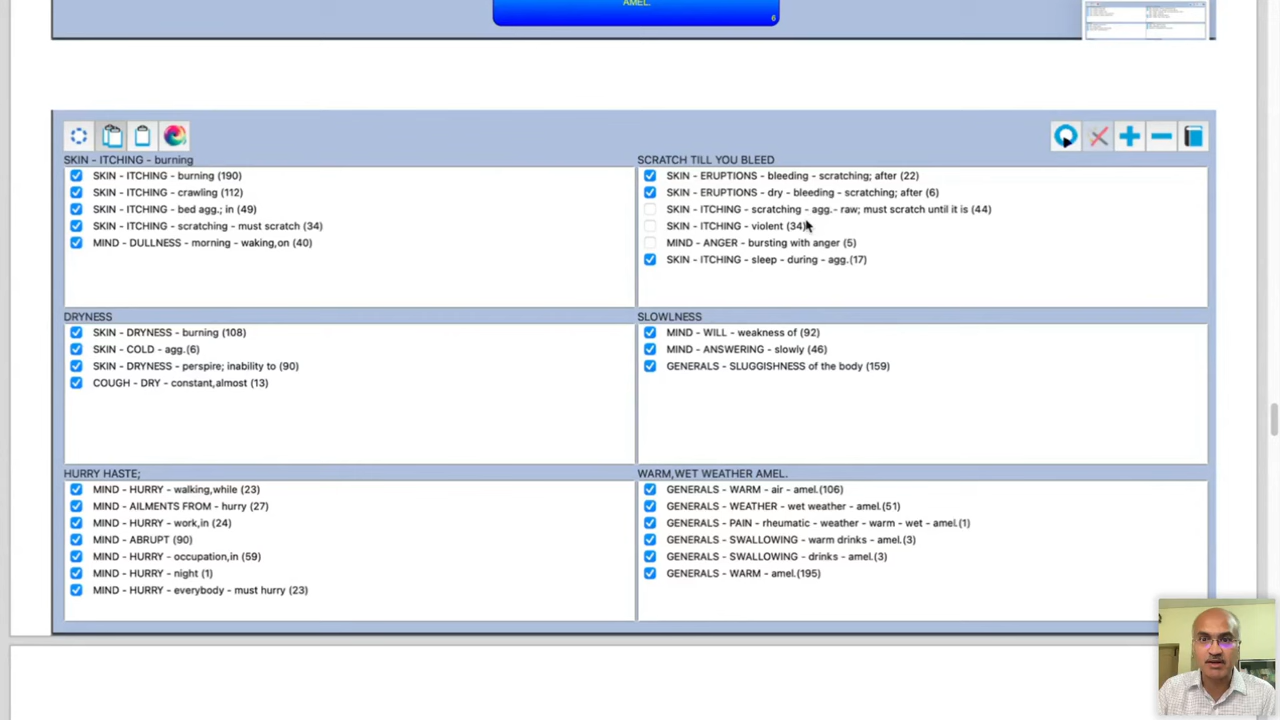 AMEL.
6
SKIN - ITCHING - burning
SKIN - ITCHING - burning (190)
SKIN - ITCHING - crawling (112)
SKIN - ITCHING - bed agg.; in (49)
SKIN - ITCHING - scratching - must scratch (34)
MIND - DULLNESS - morning - waking,on (40)
SCRATCH TILL YOU BLEED
SKIN - ERUPTIONS - bleeding - scratching; after (22)
SKIN - ERUPTIONS - dry - bleeding - scratching; after (6)
SKIN - ITCHING - scratching - agg.- raw; must scratch until it is (44)
SKIN - ITCHING - violent (34)
MIND - ANGER - bursting with anger (5)
SKIN - ITCHING - sleep - during - agg.(17)
DRYNESS
SKIN - DRYNESS - burning (108)
SKIN - COLD - agg.(6)
SKIN - DRYNESS - perspire; inability to (90)
COUGH - DRY - constant,almost (13)
SLOWLNESS
MIND - WILL - weakness of (92)
MIND - ANSWERING - slowly (46)
GENERALS - SLUGGISHNESS of the body (159)
HURRY HASTE;
MIND - HURRY - walking,while (23)
MIND - AILMENTS FROM - hurry (27)
MIND - HURRY - work,in (24)
MIND - ABRUPT (90)
MIND - HURRY - occupation,in (59)
MIND - HURRY - night (1)
MIND - HURRY - everybody - must hurry (23)
WARM,WET WEATHER AMEL.
GENERALS - WARM - air - amel.(106)
GENERALS - WEATHER - wet weather - amel.(51)
GENERALS - PAIN - rheumatic - weather - warm - wet - amel.(1)
GENERALS - SWALLOWING - warm drinks - amel.(3)
GENERALS - SWALLOWING - drinks - amel.(3)
GENERALS - WARM - amel.(195)